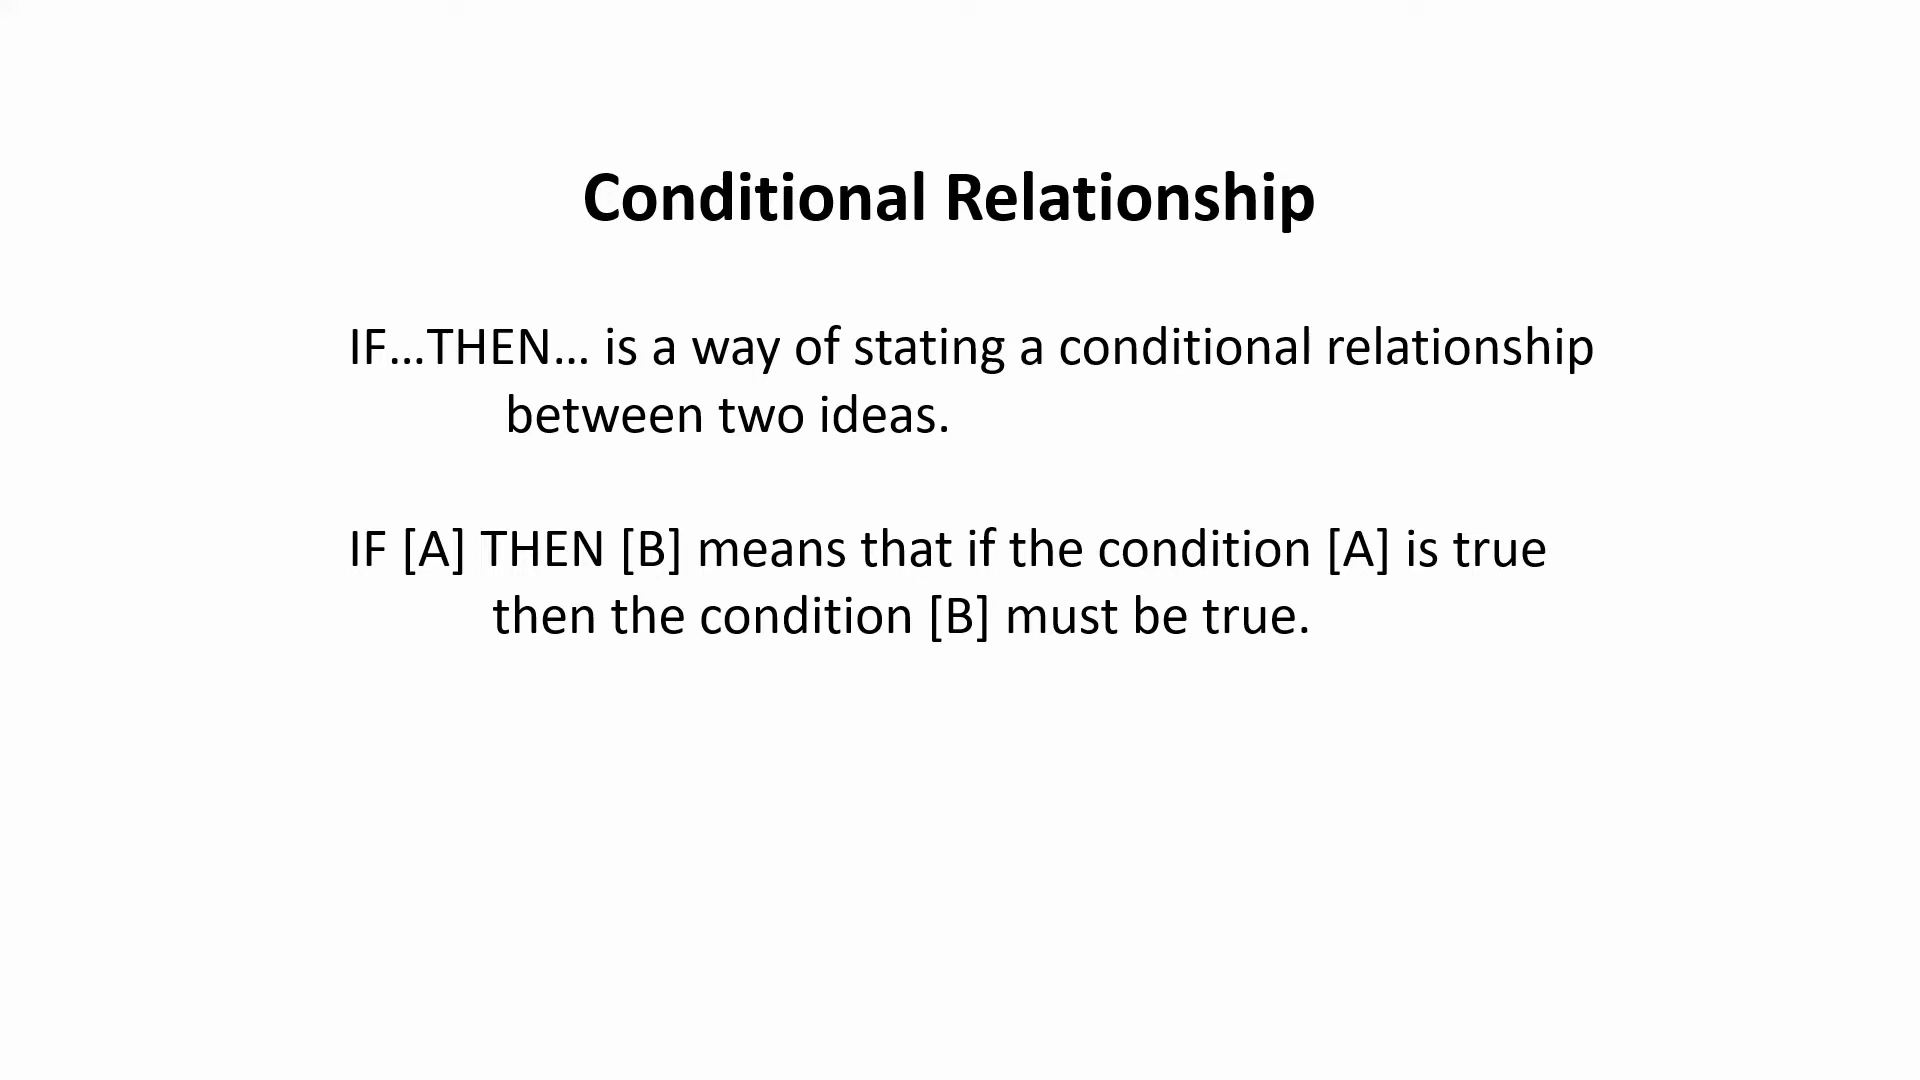 Conditional Relationship
IF...THEN... is a way of stating a conditional relationship
between two ideas.
IF [A] THEN [B] means that if the condition [A] is true
then the condition [B] must be true.